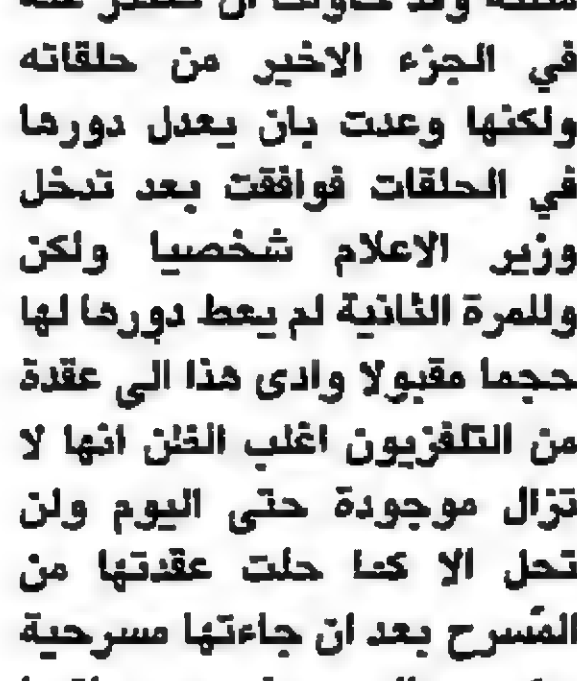 في الجزء الاخير من حلقاته
ولكنها وعدت بان يعدل دورها
في الحلقات فوافقت بعد تدخل
وزير الاعلام شخصيا ولكن
وللمرة الثانية لم يعط دورها لها
حجما مقبولا وادى هذا الى عقدة
من التلفزيون اغلب الظن انها لا
تزال موجودة حتى اليوم ولن
تحل الا كما حلت عقدتها من
المسرح بعد ان جاءتها مسرحية